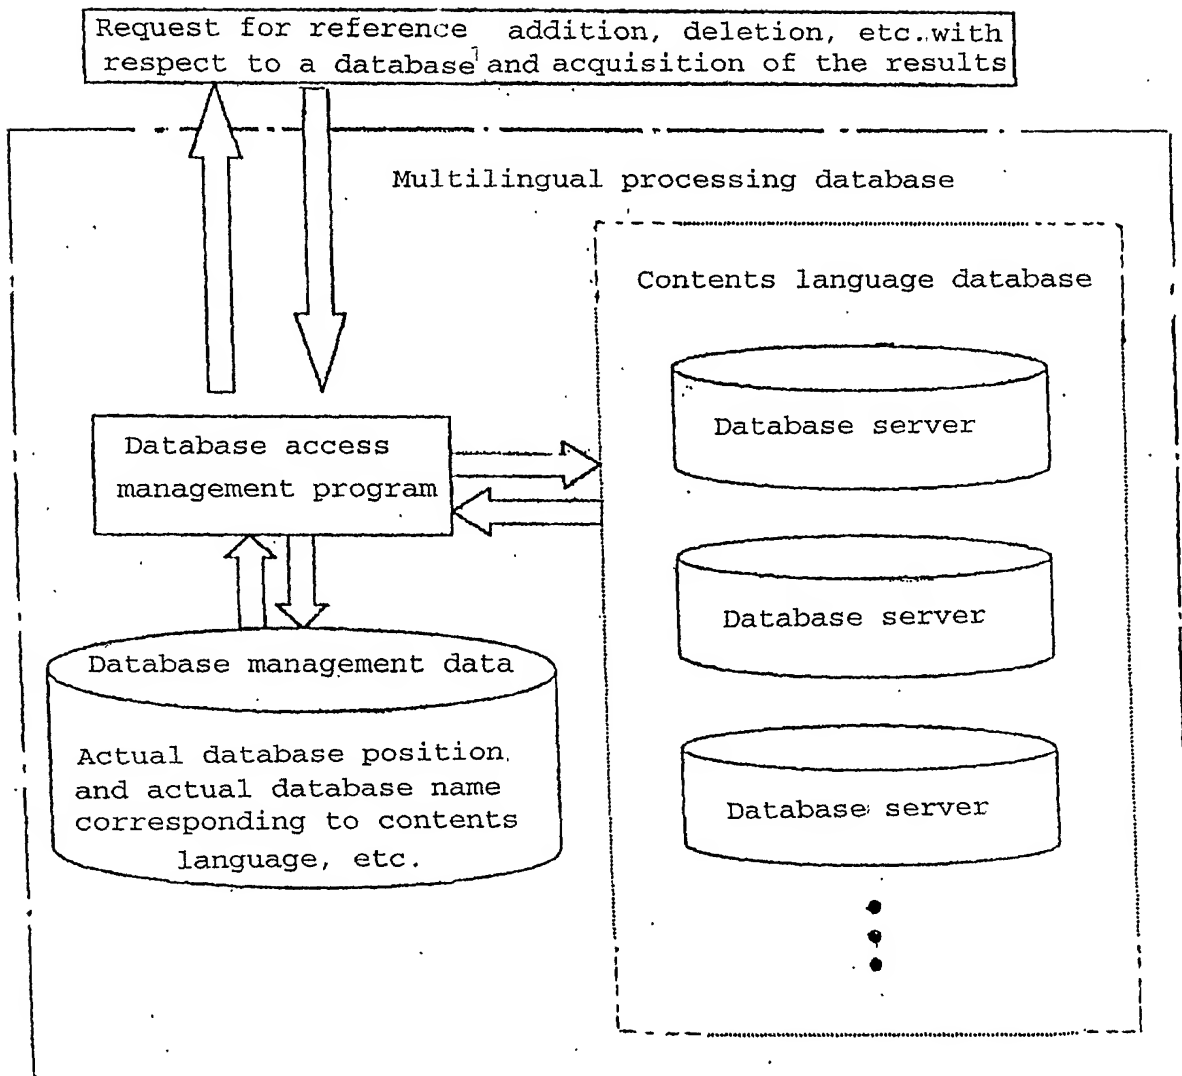 Request for reference addition, deletion, etc. with
respect to a database and acquisition of the results
Multilingual processing database
Contents language database
Database server
Database access
management program
Database server
Database management data
Actual database position,
and actual database name
corresponding to contents
language, etc.
Database server